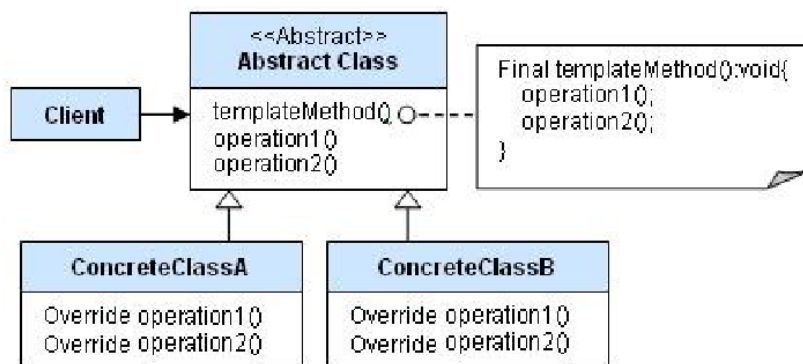 <<Abstract>>
Abstract Class
templateMethod()
operation1()
operation2()
Client
Final templateMethod():void{
operation1();
operation2();
}
ConcreteClassA
Override operation1()
Override operation2()
ConcreteClassB
Override operation1()
Override operation2()